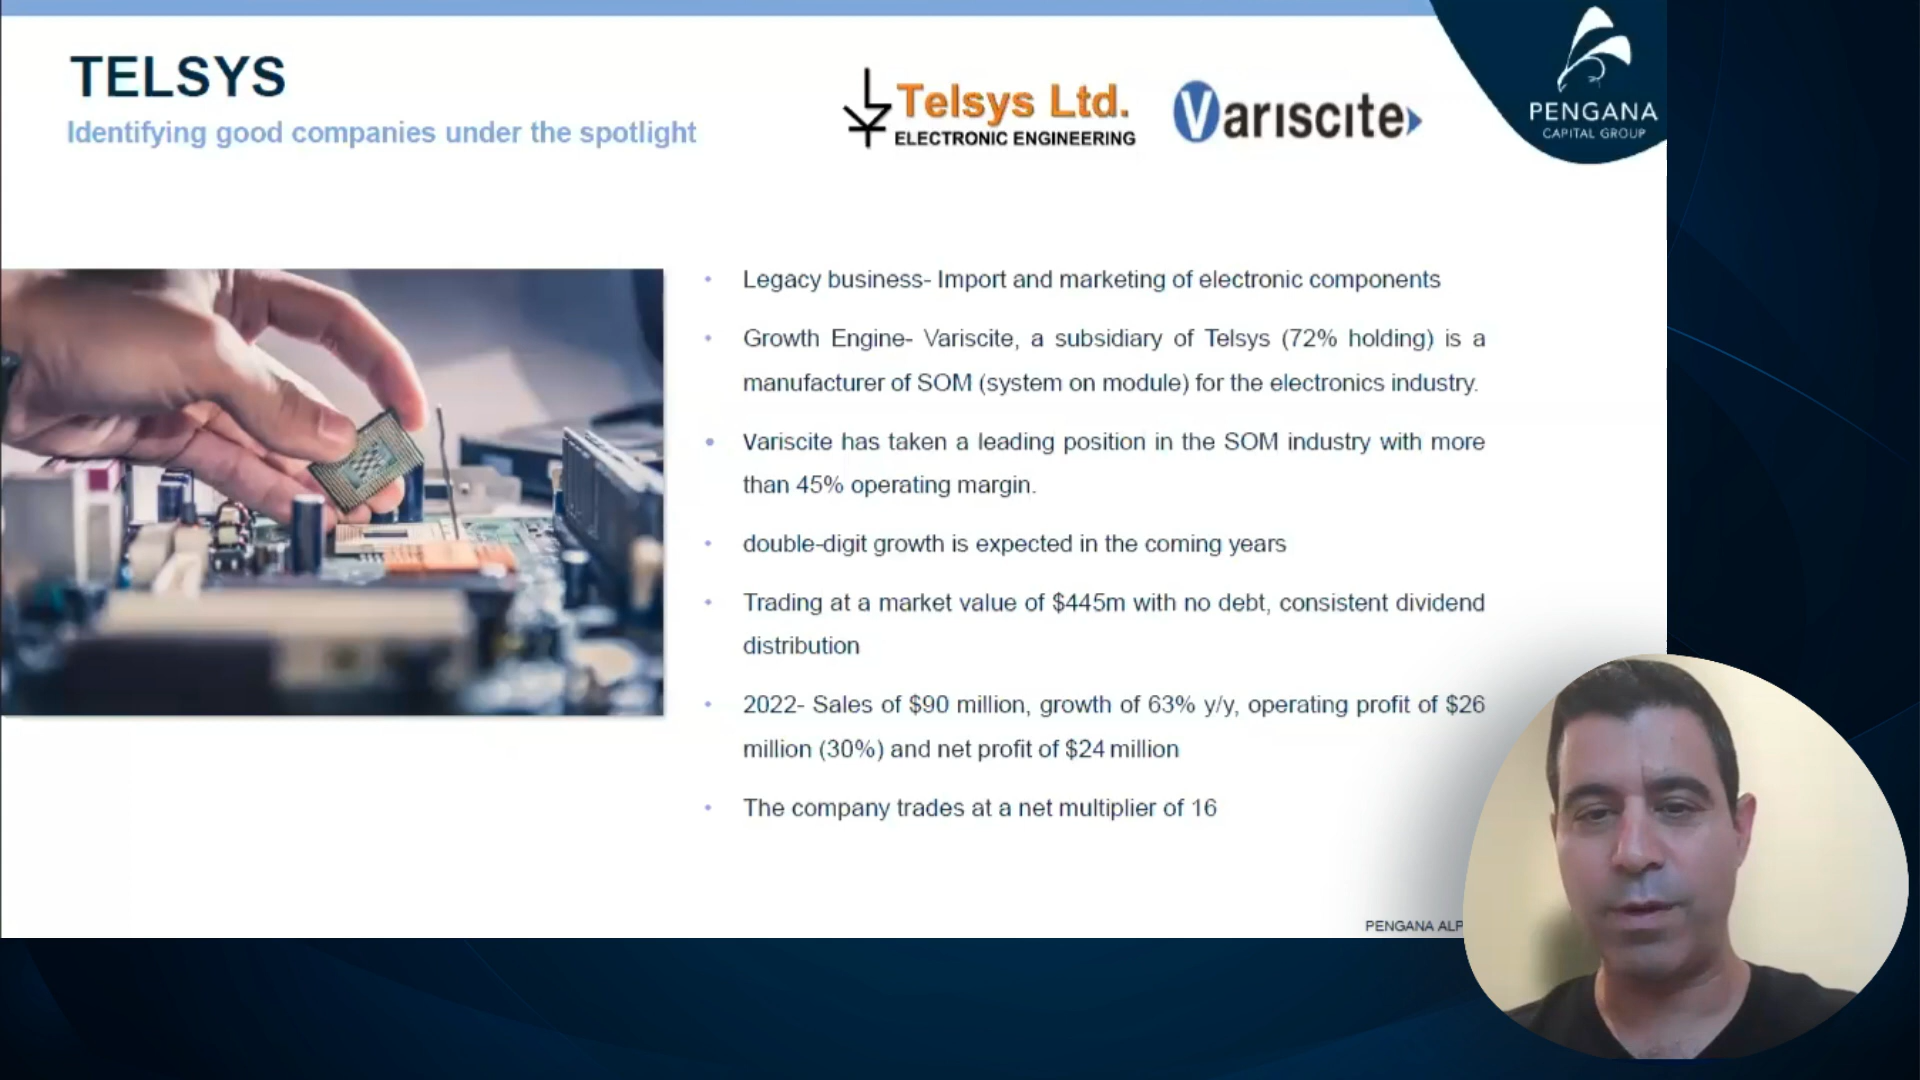 TELSYS
Identifying good companies under the spotlight
Telsys Ltd.
ELECTRONIC ENGINEERING
Variscite
PENGANA
CAPITAL GROUP
• Legacy business- Import and marketing of electronic components
• Growth Engine- Variscite, a subsidiary of Telsys (72% holding) is a
manufacturer of SOM (system on module) for the electronics industry.
• Variscite has taken a leading position in the SOM industry with more
than 45% operating margin.
• double-digit growth is expected in the coming years
• Trading at a market value of $445m with no debt, consistent dividend
distribution
• 2022- Sales of $90 million, growth of 63% y/y, operating profit of $26
million (30%) and net profit of $24 million
• The company trades at a net multiplier of 16
PENGANA ALP